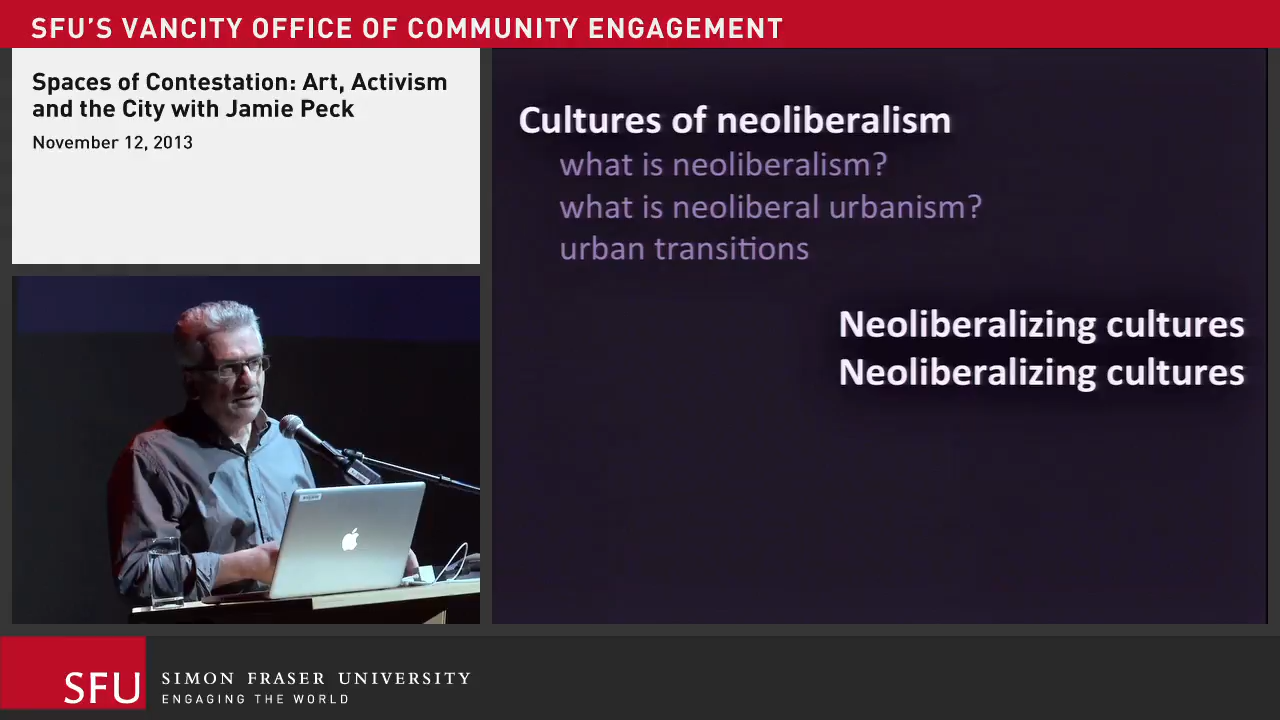 SFU'S VANCITY OFFICE OF COMMUNITY ENGAGEMENT
Spaces of Contestation: Art, Activism
and the City with Jamie Peck
November 12, 2013
Cultures of neoliberalism
what is neoliberalism?
what is neoliberal urbanism?
urban transitions
Neoliberalizing cultures
Neoliberalizing cultures
SFU
SIMON FRASER UNIVERSITY
ENGAGING THE WORLD